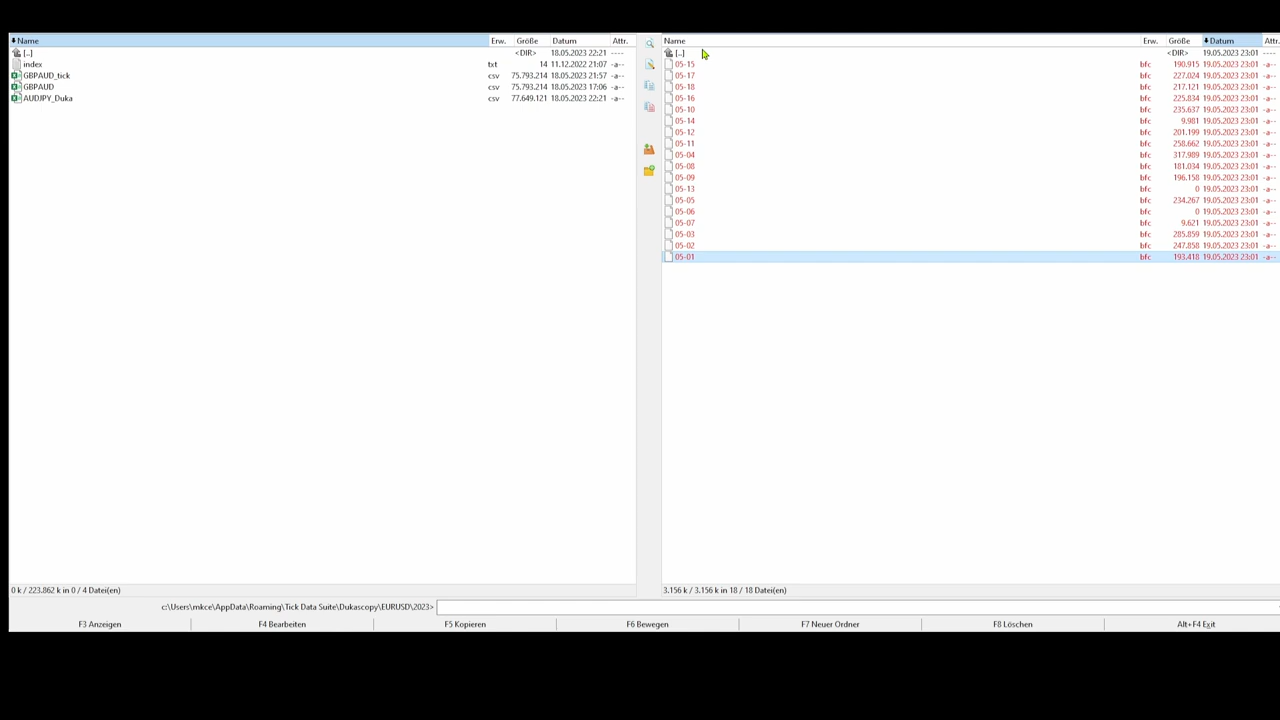 Name Erw. Größe Datum Attr.
[..] <DIR> 18.05.2023 22:21 ----
index txt 14 11.12.2022 21:07 -a--
GBPAUD_tick csv 75.793.214 18.05.2023 21:57 -a--
GBPAUD csv 75.793.214 18.05.2023 17:06 -a--
AUDJPY_Duka csv 77.649.121 18.05.2023 22:21 -a--
0 k / 223.862 k in 0 / 4 Datei(en)
Name Erw. Größe Datum Attr.
[..] <DIR> 19.05.2023 23:01 ----
05-15 bfc 190.915 19.05.2023 23:01 -a--
05-17 bfc 227.024 19.05.2023 23:01 -a--
05-18 bfc 217.121 19.05.2023 23:01 -a--
05-16 bfc 225.834 19.05.2023 23:01 -a--
05-10 bfc 235.637 19.05.2023 23:01 -a--
05-14 bfc 9.981 19.05.2023 23:01 -a--
05-12 bfc 201.199 19.05.2023 23:01 -a--
05-11 bfc 258.662 19.05.2023 23:01 -a--
05-04 bfc 317.989 19.05.2023 23:01 -a--
05-08 bfc 181.034 19.05.2023 23:01 -a--
05-09 bfc 196.158 19.05.2023 23:01 -a--
05-13 bfc 0 19.05.2023 23:01 -a--
05-05 bfc 234.267 19.05.2023 23:01 -a--
05-06 bfc 0 19.05.2023 23:01 -a--
05-07 bfc 9.621 19.05.2023 23:01 -a--
05-03 bfc 285.859 19.05.2023 23:01 -a--
05-02 bfc 247.858 19.05.2023 23:01 -a--
05-01 bfc 193.418 19.05.2023 23:01 -a--
3.156 k / 3.156 k in 18 / 18 Datei(en)
c:\Users\mkce\AppData\Roaming\Tick Data Suite\Dukascopy\EURUSD\2023>
F3 Anzeigen F4 Bearbeiten F5 Kopieren F6 Bewegen F7 Neuer Ordner F8 Löschen Alt+F4 Exit